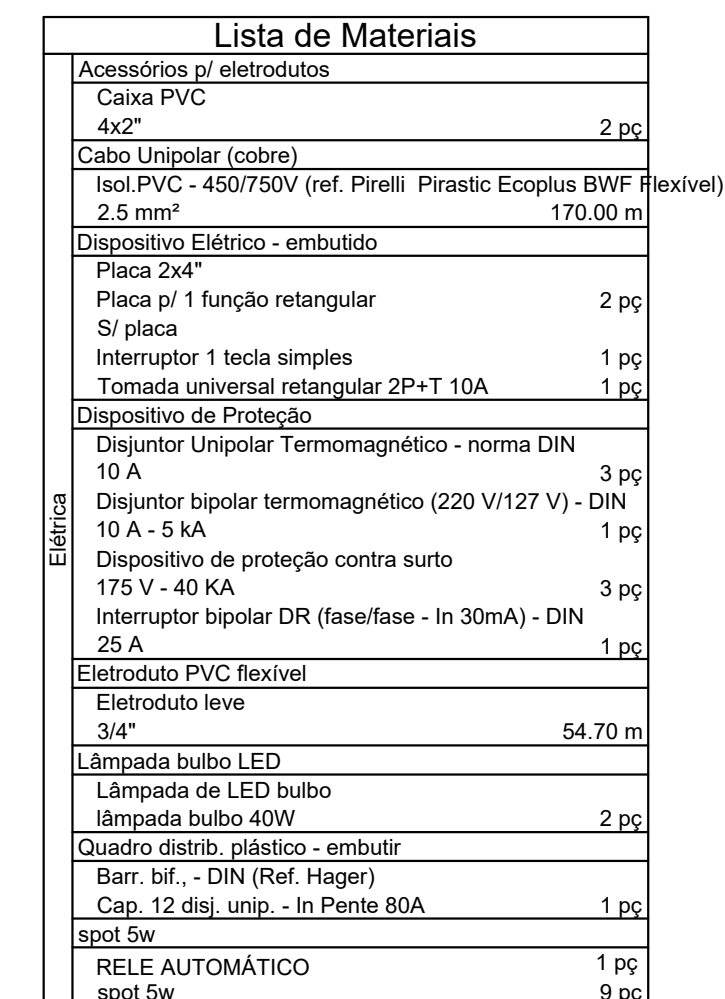 Lista de Materiais
Elétrica
Acessórios p/ eletrodutos
Caixa PVC
4x2" 2 pç
Cabo Unipolar (cobre)
Isol.PVC - 450/750V (ref. Pirelli Pirastic Ecoplus BWF Flexível)
2.5 mm² 170.00 m
Dispositivo Elétrico - embutido
Placa 2x4"
Placa p/ 1 função retangular 2 pç
S/ placa
Interruptor 1 tecla simples 1 pç
Tomada universal retangular 2P+T 10A 1 pç
Dispositivo de Proteção
Disjuntor Unipolar Termomagnético - norma DIN
10 A 3 pç
Disjuntor bipolar termomagnético (220 V/127 V) - DIN
10 A - 5 kA 1 pç
Dispositivo de proteção contra surto
175 V - 40 KA 3 pç
Interruptor bipolar DR (fase/fase - In 30mA) - DIN
25 A 1 pç
Eletroduto PVC flexível
Eletroduto leve
3/4" 54.70 m
Lâmpada bulbo LED
Lâmpada de LED bulbo
lâmpada bulbo 40W 2 pç
Quadro distrib. plástico - embutir
Barr. bif., - DIN (Ref. Hager)
Cap. 12 disj. unip. - In Pente 80A 1 pç
spot 5w
RELE AUTOMÁTICO 1 pç
spot 5w 9 pç